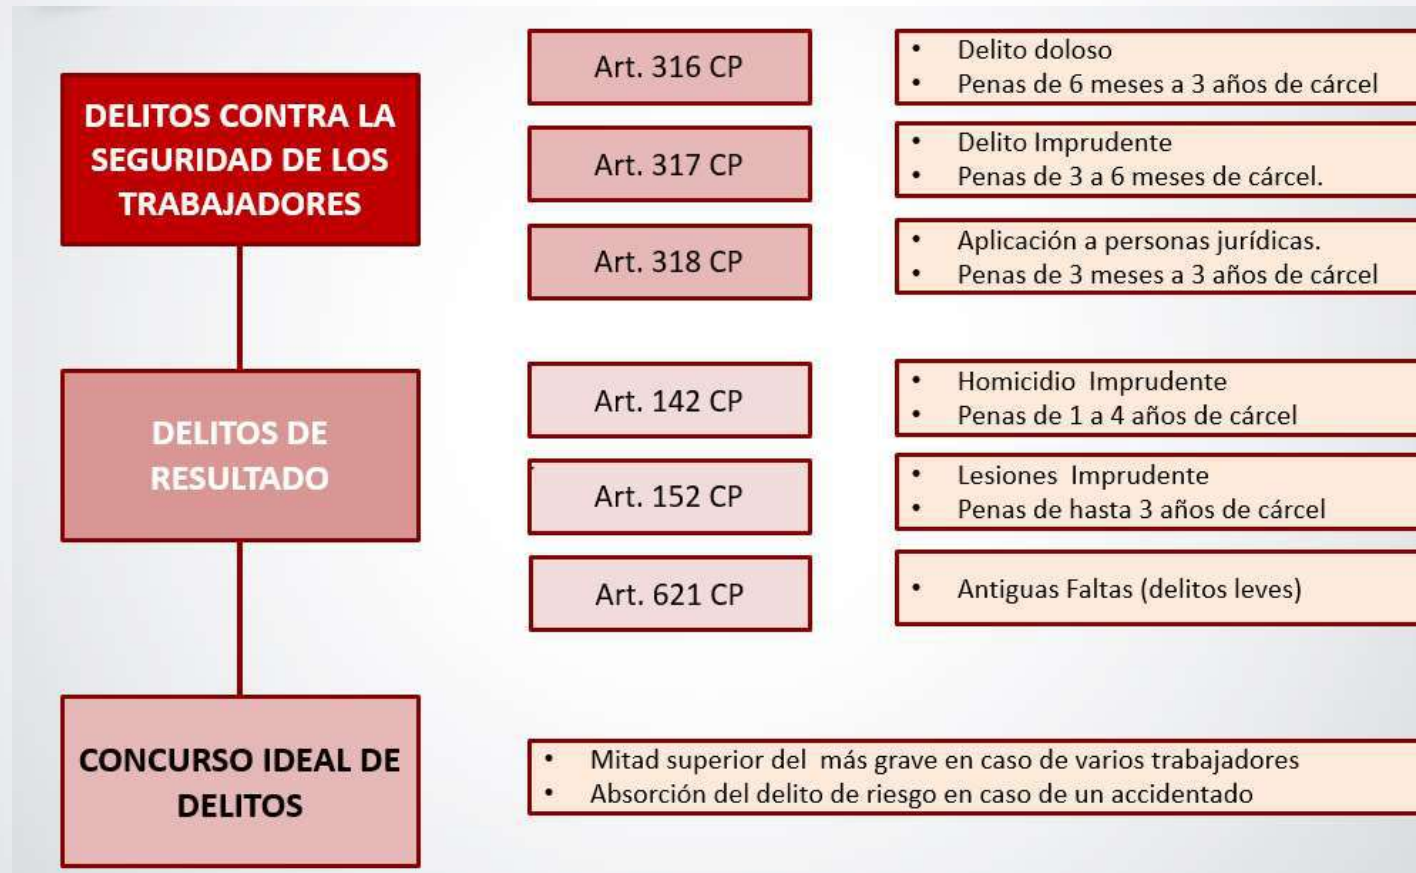 DELITOS CONTRA LA
SEGURIDAD DE LOS
TRABAJADORES
Art. 316 CP
• Delito doloso
• Penas de 6 meses a 3 años de cárcel
Art. 317 CP
• Delito Imprudente
• Penas de 3 a 6 meses de cárcel.
Art. 318 CP
• Aplicación a personas jurídicas.
• Penas de 3 meses a 3 años de cárcel
DELITOS DE
RESULTADO
Art. 142 CP
• Homicidio Imprudente
• Penas de 1 a 4 años de cárcel
Art. 152 CP
• Lesiones Imprudente
• Penas de hasta 3 años de cárcel
Art. 621 CP
• Antiguas Faltas (delitos leves)
CONCURSO IDEAL DE
DELITOS
• Mitad superior del más grave en caso de varios trabajadores
• Absorción del delito de riesgo en caso de un accidentado